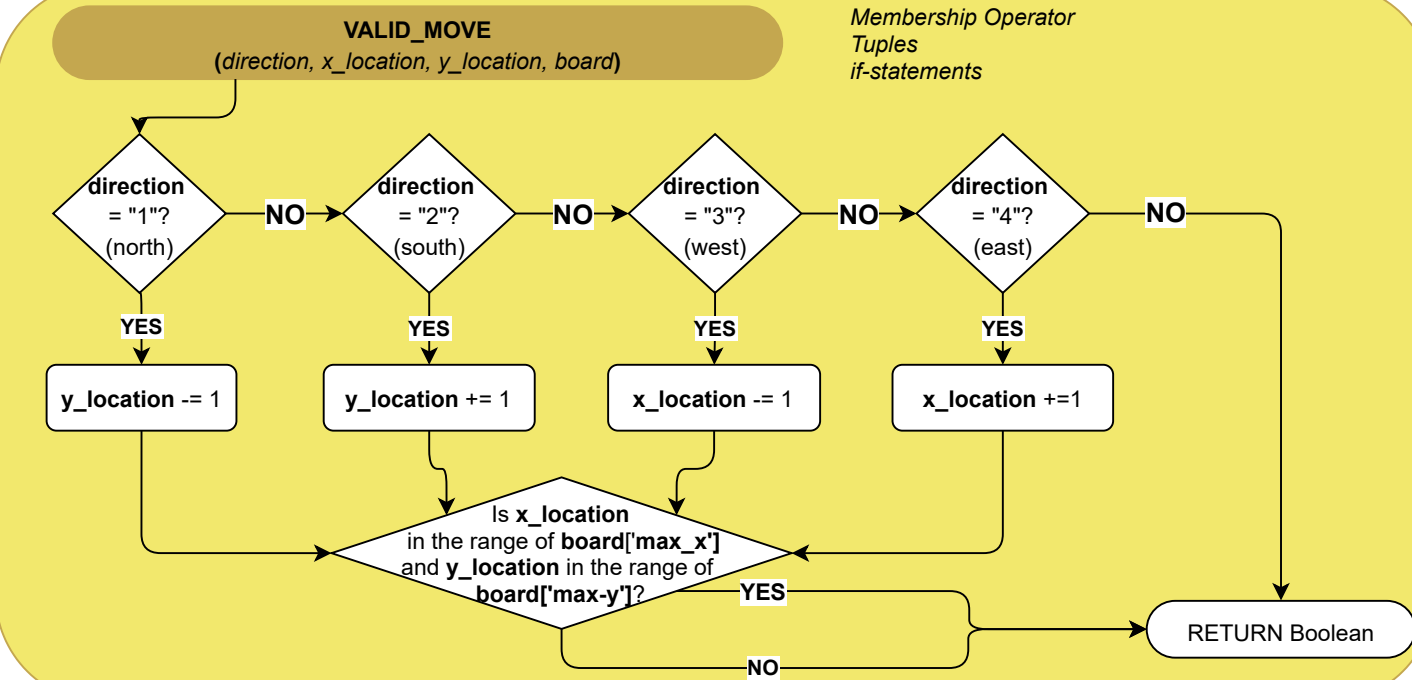 VALID_MOVE
(direction, x_location, y_location, board)
Membership Operator
Tuples
if-statements
direction
= "1"?
(north)
NO
direction
= "2"?
(south)
NO
direction
= "3"?
(west)
NO
direction
= "4"?
(east)
NO
YES
YES
YES
YES
y_location -= 1
y_location += 1
x_location -= 1
x_location +=1
Is x_location
in the range of board['max_x']
and y_location in the range of
board['max-y']?
YES
NO
RETURN Boolean